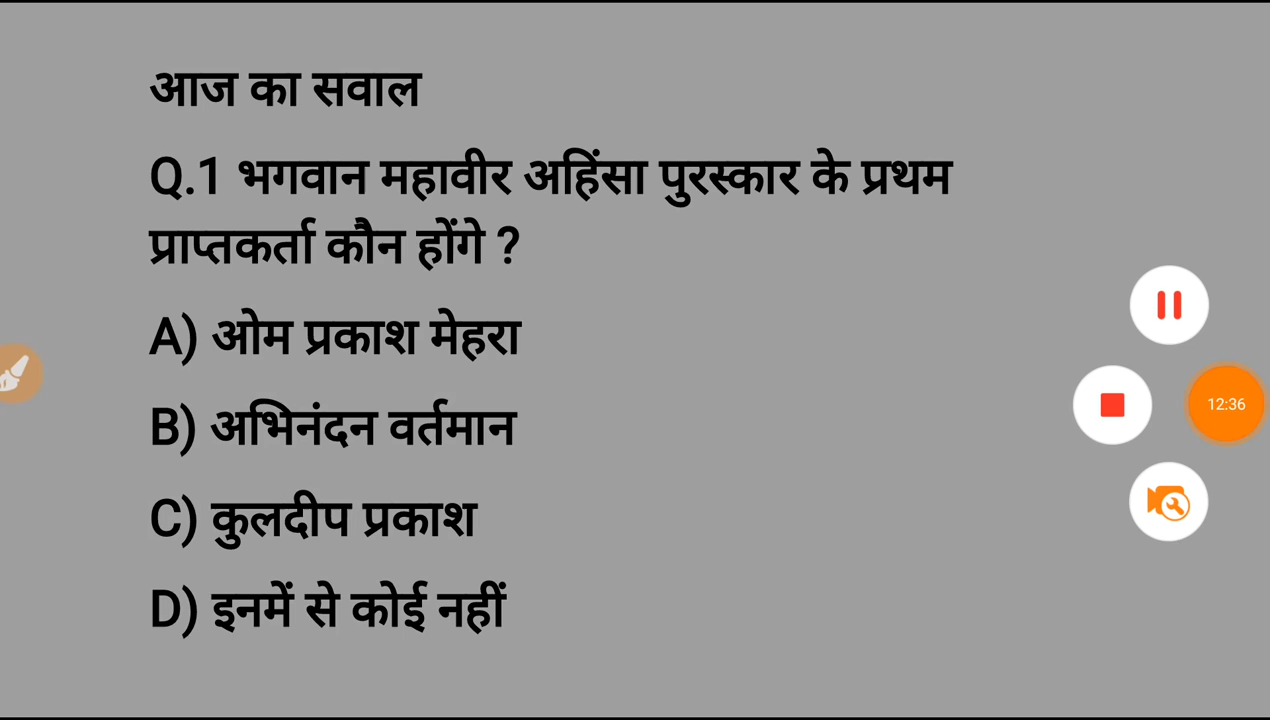 आज का सवाल
Q.1 भगवान महावीर अहिंसा पुरस्कार के प्रथम
प्राप्तकर्ता कौन होंगे ?
A) ओम प्रकाश मेहरा
B) अभिनंदन वर्तमान
C) कुलदीप प्रकाश
D) इनमें से कोई नहीं
12:36